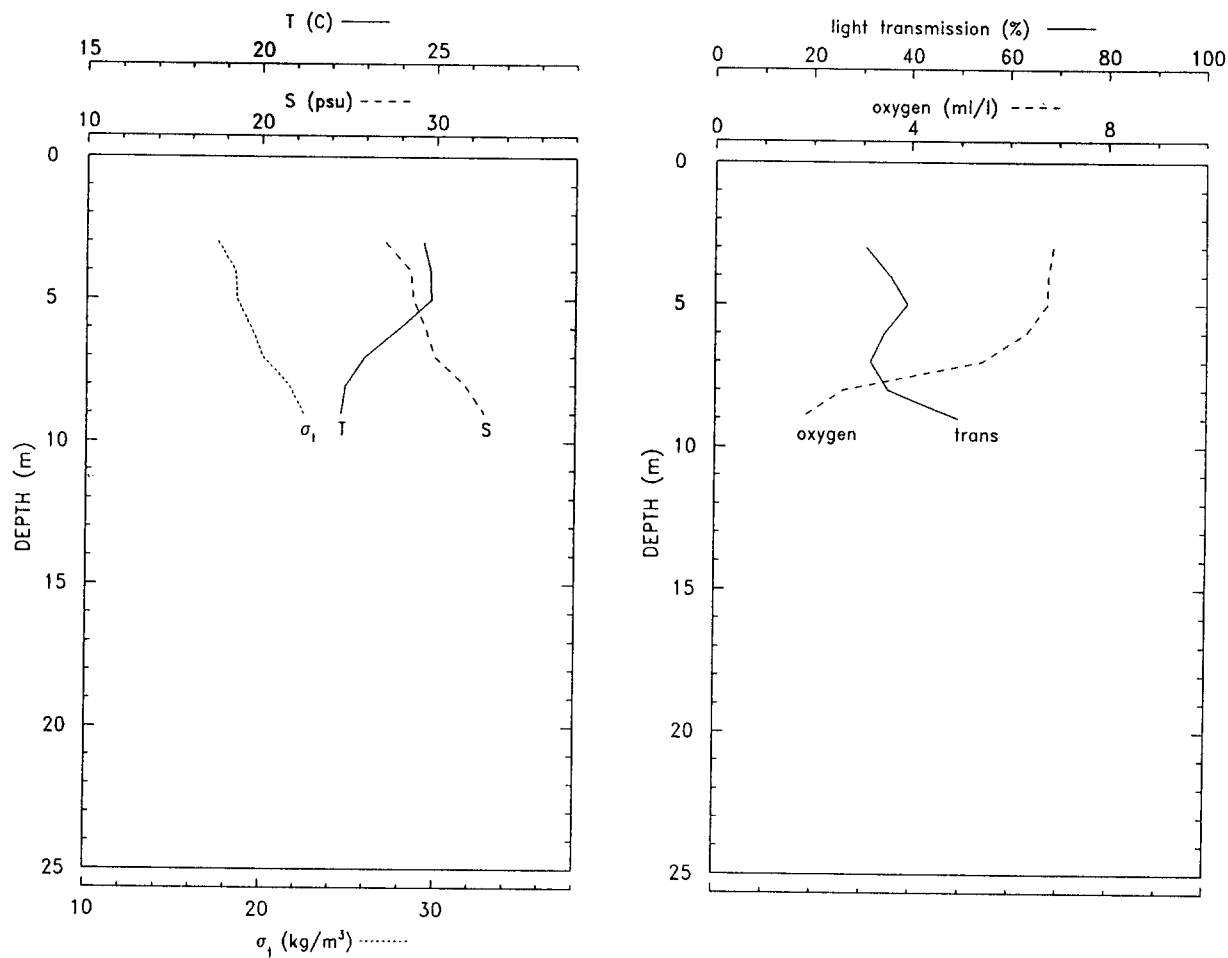 T (C)
15 20 25
S (psu)
10 20 30
0
5
10
15
20
25
DEPTH (m)
σt T S
10 20 30
σt (kg/m³)
light transmission (%)
0 20 40 60 80 100
oxygen (ml/l)
0 4 8
0
5
10
15
20
25
DEPTH (m)
oxygen trans